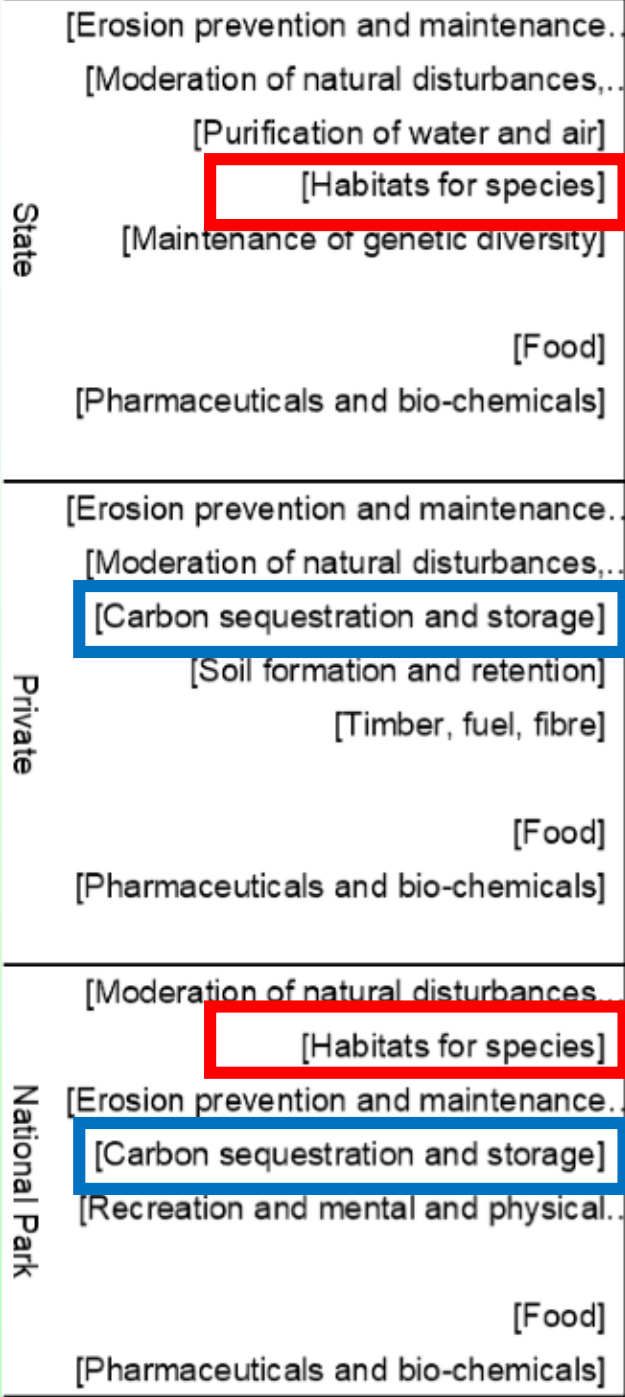 State
[Erosion prevention and maintenance..
[Moderation of natural disturbances,..
[Purification of water and air]
[Habitats for species]
[Maintenance of genetic diversity]
[Food]
[Pharmaceuticals and bio-chemicals]
Private
[Erosion prevention and maintenance..
[Moderation of natural disturbances,..
[Carbon sequestration and storage]
[Soil formation and retention]
[Timber, fuel, fibre]
[Food]
[Pharmaceuticals and bio-chemicals]
National Park
[Moderation of natural disturbances...
[Habitats for species]
[Erosion prevention and maintenance..
[Carbon sequestration and storage]
[Recreation and mental and physical..
[Food]
[Pharmaceuticals and bio-chemicals]